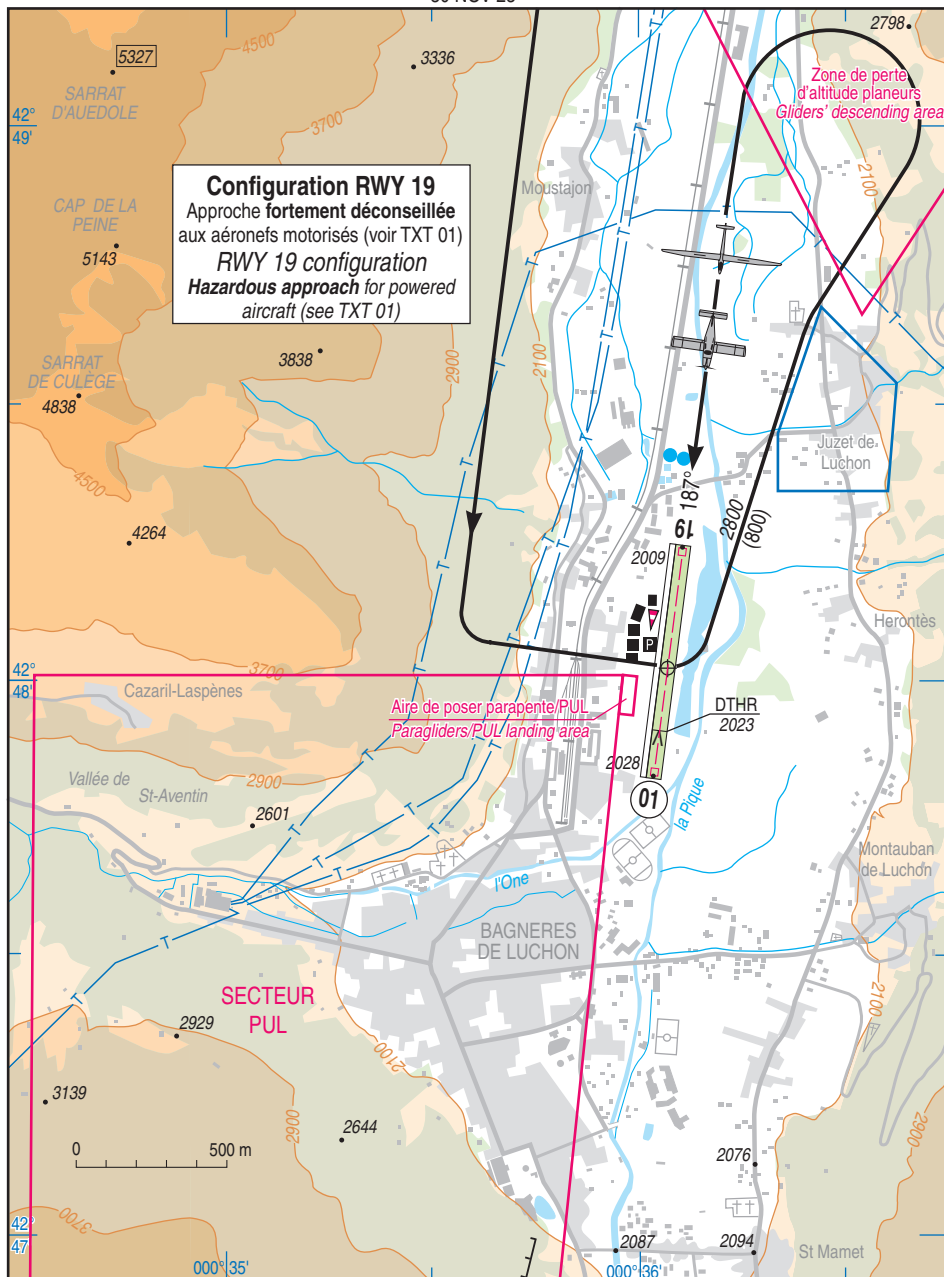 5327
SARRAT
D'AUEDOLE
4500
3336
3700
2798
42°
49'
Zone de perte
d'altitude planeurs
Gliders' descending area
2100
Configuration RWY 19
Approche fortement déconseillée
aux aéronefs motorisés (voir TXT 01)
RWY 19 configuration
Hazardous approach for powered
aircraft (see TXT 01)
Moustajon
CAP DE LA
PEINE
5143
T
T
T
T
T
3838
2900
2100
SARRAT
DE CULÈGE
4838
T
T
Juzet de
Luchon
4500
187°
2800
(800)
4264
19
2009
T
T
Herontès
P
3700
42°
48'
Cazaril-Laspènes
Aire de poser parapente/PUL
Paragliders/PUL landing area
DTHR
2023
T
T
2028
01
la Pique
Vallée de
St-Aventin
2900
2601
T
T
Montauban
de Luchon
l'One
BAGNERES
DE LUCHON
T
SECTEUR
PUL
2929
2100
2100
3139
2900
2644
2900
0
500 m
2076
3700
42°
47
2087
2094
St Mamet
000° 35'
000° 36'